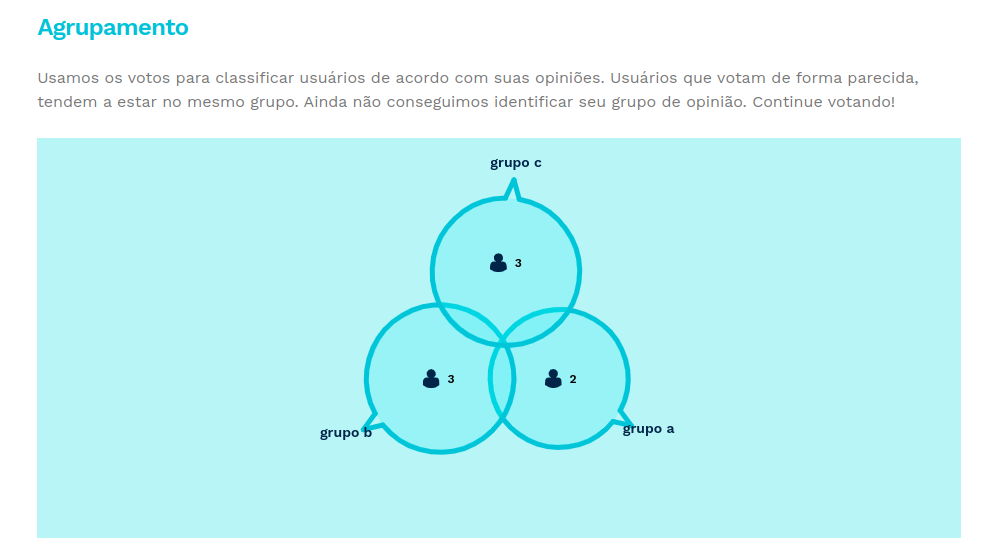 Agrupamento
Usamos os votos para classificar usuários de acordo com suas opiniões. Usuários que votam de forma parecida,
tendem a estar no mesmo grupo. Ainda não conseguimos identificar seu grupo de opinião. Continue votando!
grupo c
3
3
2
grupo b
grupo a